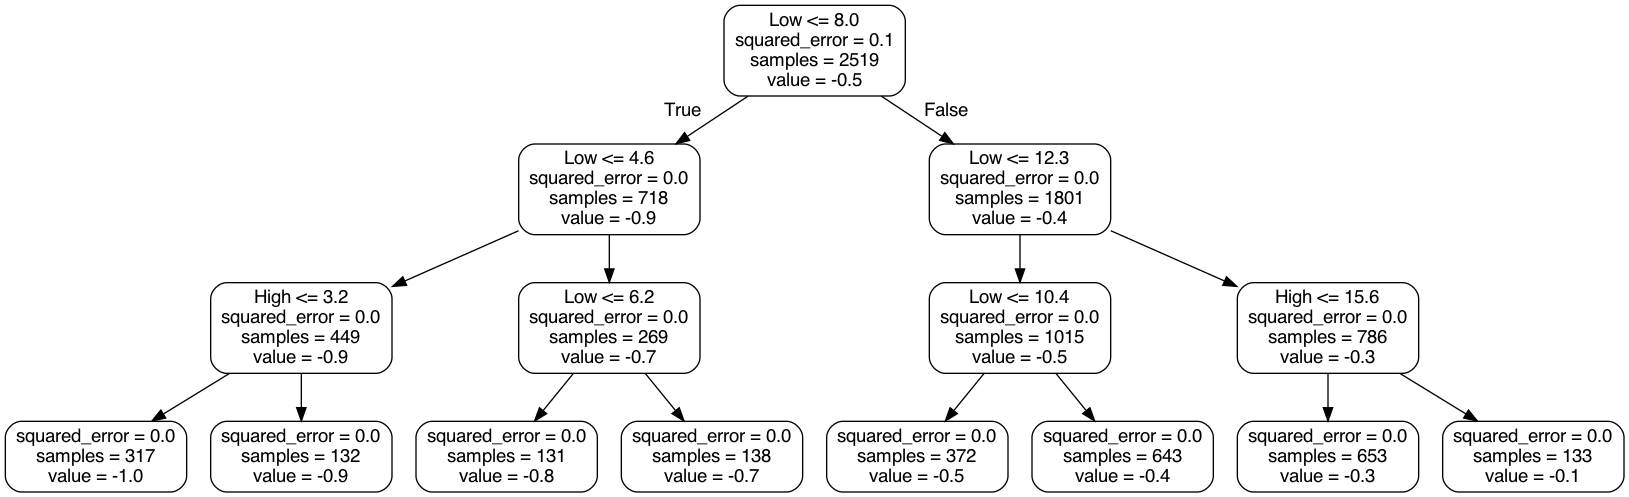 Low <= 8.0
squared_error = 0.1
samples = 2519
value = -0.5
True
False
Low <= 4.6
squared_error = 0.0
samples = 718
value = -0.9
Low <= 12.3
squared_error = 0.0
samples = 1801
value = -0.4
High <= 3.2
squared_error = 0.0
samples = 449
value = -0.9
Low <= 6.2
squared_error = 0.0
samples = 269
value = -0.7
Low <= 10.4
squared_error = 0.0
samples = 1015
value = -0.5
High <= 15.6
squared_error = 0.0
samples = 786
value = -0.3
squared_error = 0.0
samples = 317
value = -1.0
squared_error = 0.0
samples = 132
value = -0.9
squared_error = 0.0
samples = 131
value = -0.8
squared_error = 0.0
samples = 138
value = -0.7
squared_error = 0.0
samples = 372
value = -0.5
squared_error = 0.0
samples = 643
value = -0.4
squared_error = 0.0
samples = 653
value = -0.3
squared_error = 0.0
samples = 133
value = -0.1